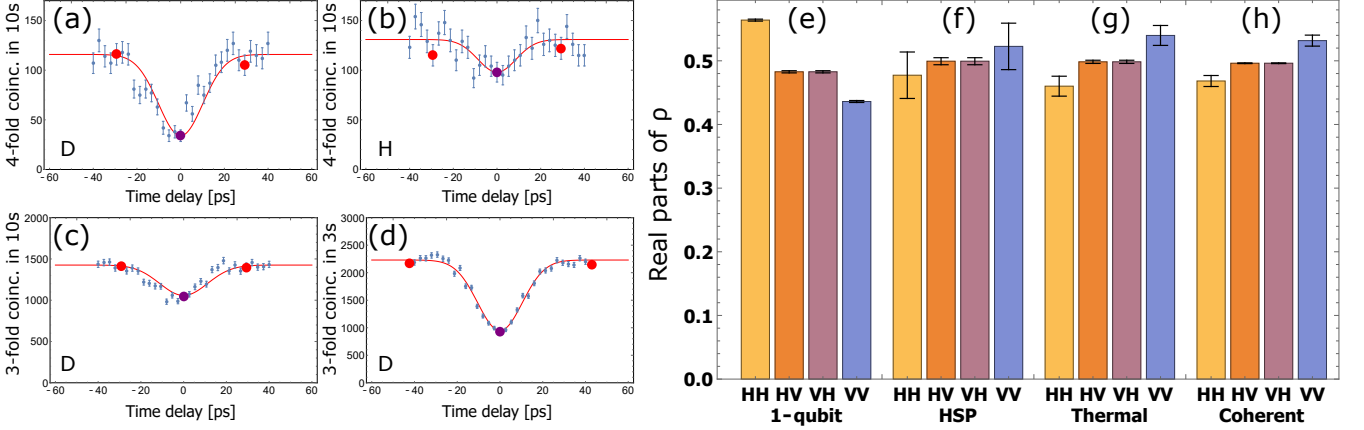 (a)
4-fold coinc. in 10s
150
100
50
0
D
-60 -40 -20 0 20 40 60
Time delay [ps]
(b)
4-fold coinc. in 10s
150
100
50
0
H
-60 -40 -20 0 20 40 60
Time delay [ps]
(c)
3-fold coinc. in 10s
2000
1500
1000
500
0
D
-60 -40 -20 0 20 40 60
Time delay [ps]
(d)
3-fold coinc. in 3s
3000
2500
2000
1500
1000
500
0
D
-60 -40 -20 0 20 40 60
Time delay [ps]
(e) (f) (g) (h)
Real parts of ρ
0.5
0.4
0.3
0.2
0.1
0.0
HH HV VH VV HH HV VH VV HH HV VH VV HH HV VH VV
1-qubit HSP Thermal Coherent